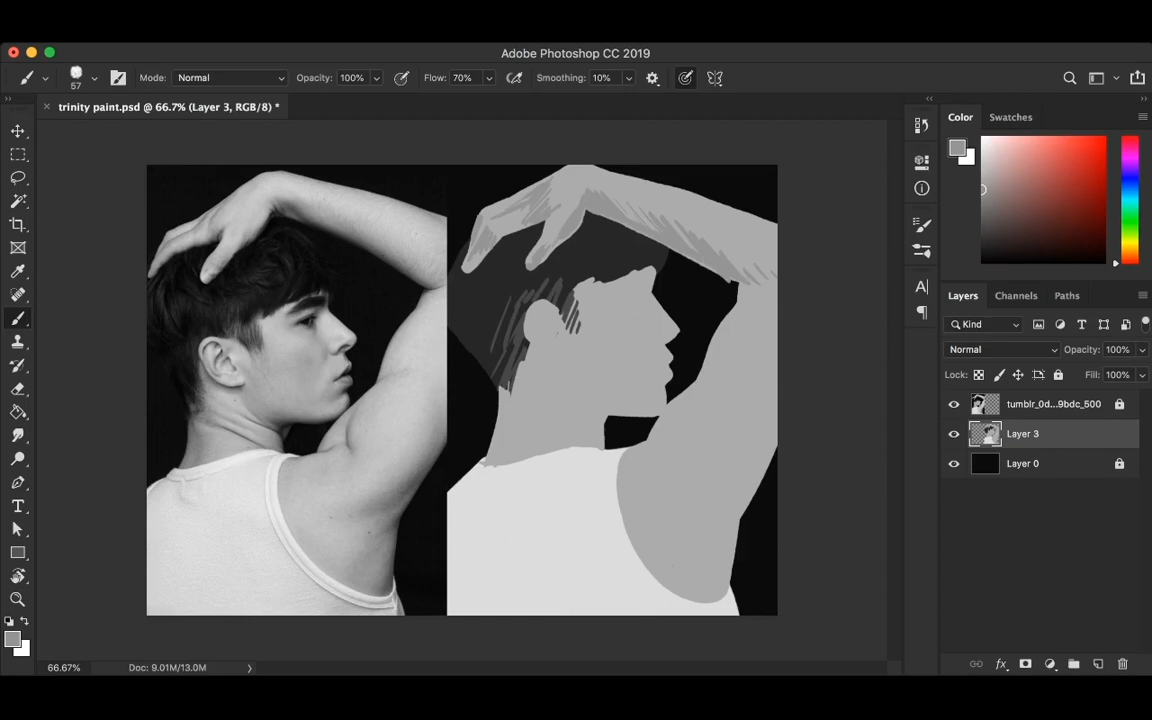 Adobe Photoshop CC 2019
57
Mode: Normal
Opacity: 100%
Flow: 70%
Smoothing: 10%
trinity paint.psd @ 66.7% (Layer 3, RGB/8) *
Color
Swatches
Layers
Channels
Paths
Kind
Normal
Opacity: 100%
Lock:
Fill: 100%
tumblr_0d...9bdc_500
Layer 3
Layer 0
fx
66.67%
Doc: 9.01M/13.0M